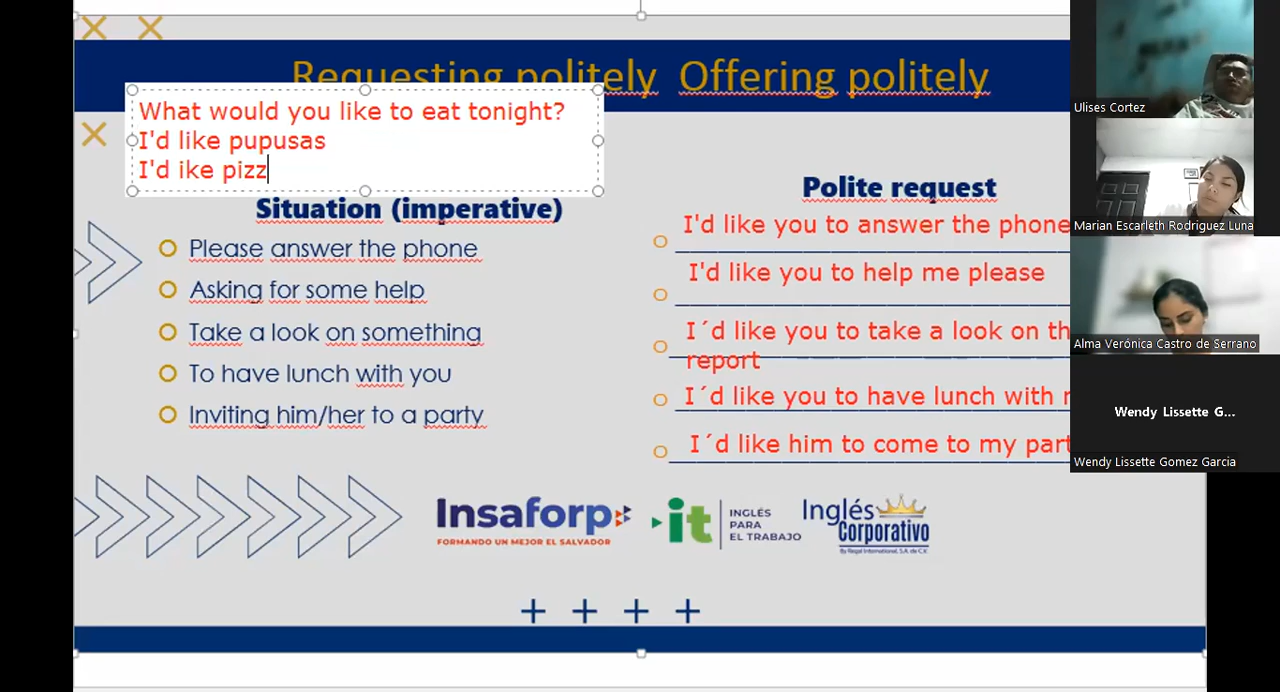 Requesting politely Offering politely
What would you like to eat tonight?
I'd like pupusas
I'd ike pizz
Situation (imperative)
Please answer the phone
Asking for some help
Take a look on something
To have lunch with you
Inviting him/her to a party
Polite request
I'd like you to answer the phone
I'd like you to help me please
I´d like you to take a look on th
report
I´d like you to have lunch with
I´d like him to come to my part
Insaforp
FORMANDO UN MEJOR EL SALVADOR
it
INGLÉS
PARA
EL TRABAJO
Inglés
Corporativo
By Regal International, S.A. de C.V.
Ulises Cortez
Marian Escarleth Rodriguez Luna
Alma Verónica Castro de Serrano
Wendy Lissette G...
Wendy Lissette Gomez Garcia